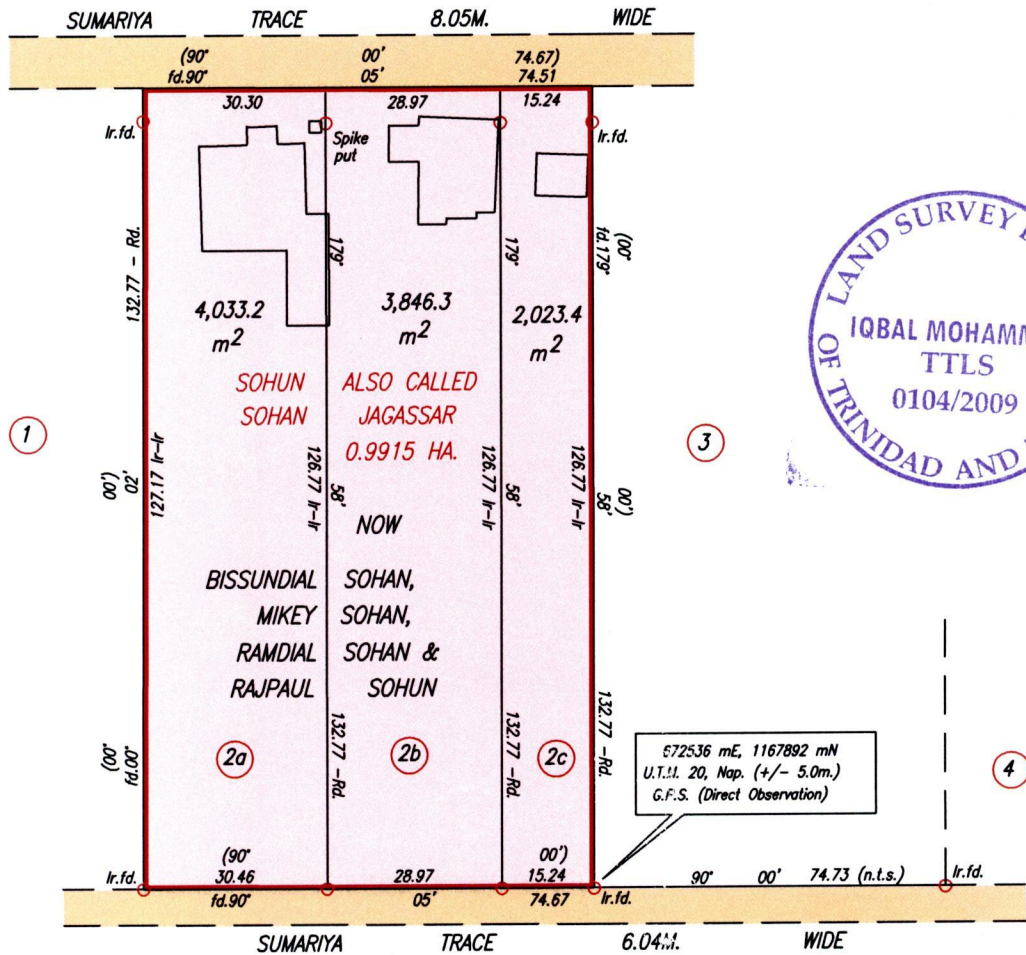 SUMARIYA TRACE 8.05M. WIDE
(90° 00' 74.67)
fd.90° 05' 74.51
30.30 28.97 15.24
Ir.fd.
Spike
put
Ir.fd.
132.77 - Rd.
179°
179°
(00°
fd.179°
4,033.2
m²
3,846.3
m²
2,023.4
m²
LAND SURVEY
IQBAL
TTLS
0104/2009
OF TRINIDAD AND
SOHUN ALSO CALLED
SOHAN JAGASSAR
0.9915 HA.
1
3
00')
02'
127.17 Ir-Ir
126.77 Ir-Ir
58'
126.77 Ir-Ir
58'
126.77 Ir-Ir
00')
58'
NOW
BISSUNDIAL SOHAN,
MIKEY SOHAN,
RAMDIAL SOHAN &
RAJPAUL SOHUN
132.77 -Rd.
132.77 -Rd.
132.77 -Rd.
(00°
fd.00°
2a
2b
2c
672536 mE, 1167892 mN
U.T.M. 20, Nap. (+/- 5.0m.)
G.P.S. (Direct Observation)
4
(90° 00')
Ir.fd. 30.46 28.97 15.24
90° 00' 74.73 (n.t.s.) Ir.fd.
fd.90° 05' 74.67 Ir.fd.
SUMARIYA TRACE 6.04M. WIDE